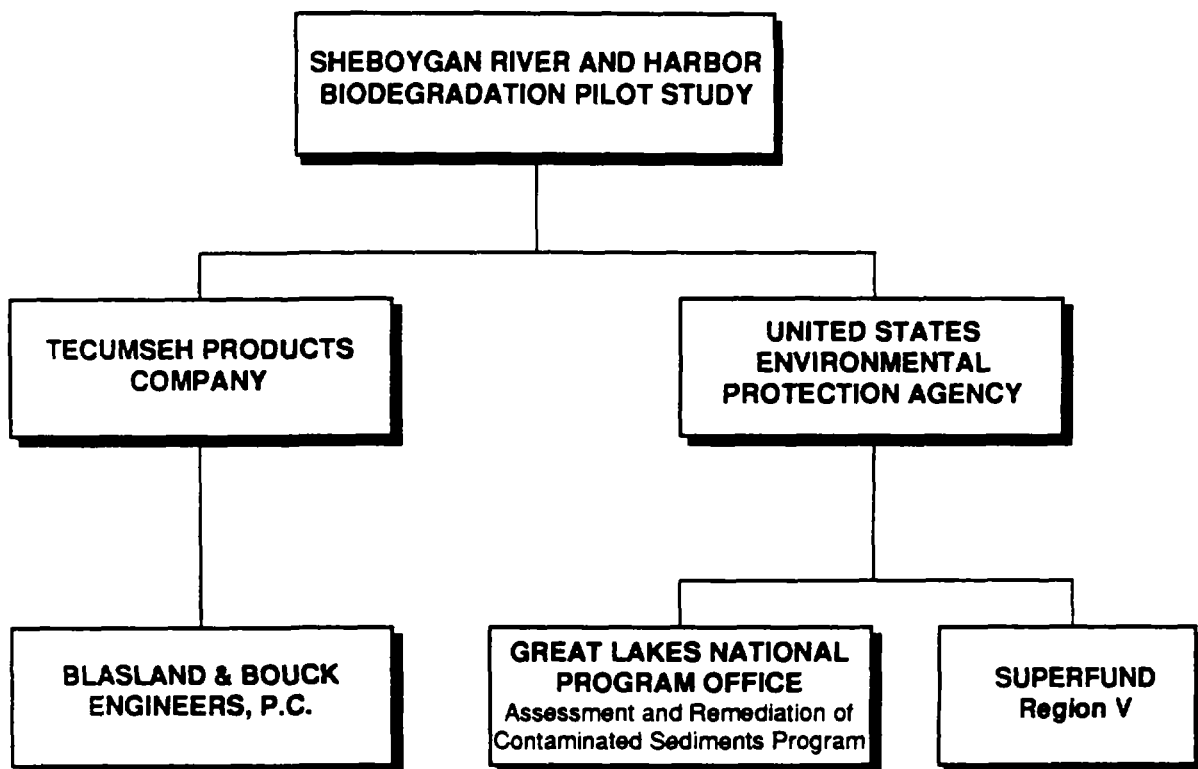 SHEBOYGAN RIVER AND HARBOR
BIODEGRADATION PILOT STUDY
TECUMSEH PRODUCTS
COMPANY
UNITED STATES
ENVIRONMENTAL
PROTECTION AGENCY
BLASLAND & BOUCK
ENGINEERS, P.C.
GREAT LAKES NATIONAL
PROGRAM OFFICE
Assessment and Remediation of
Contaminated Sediments Program
SUPERFUND
Region V